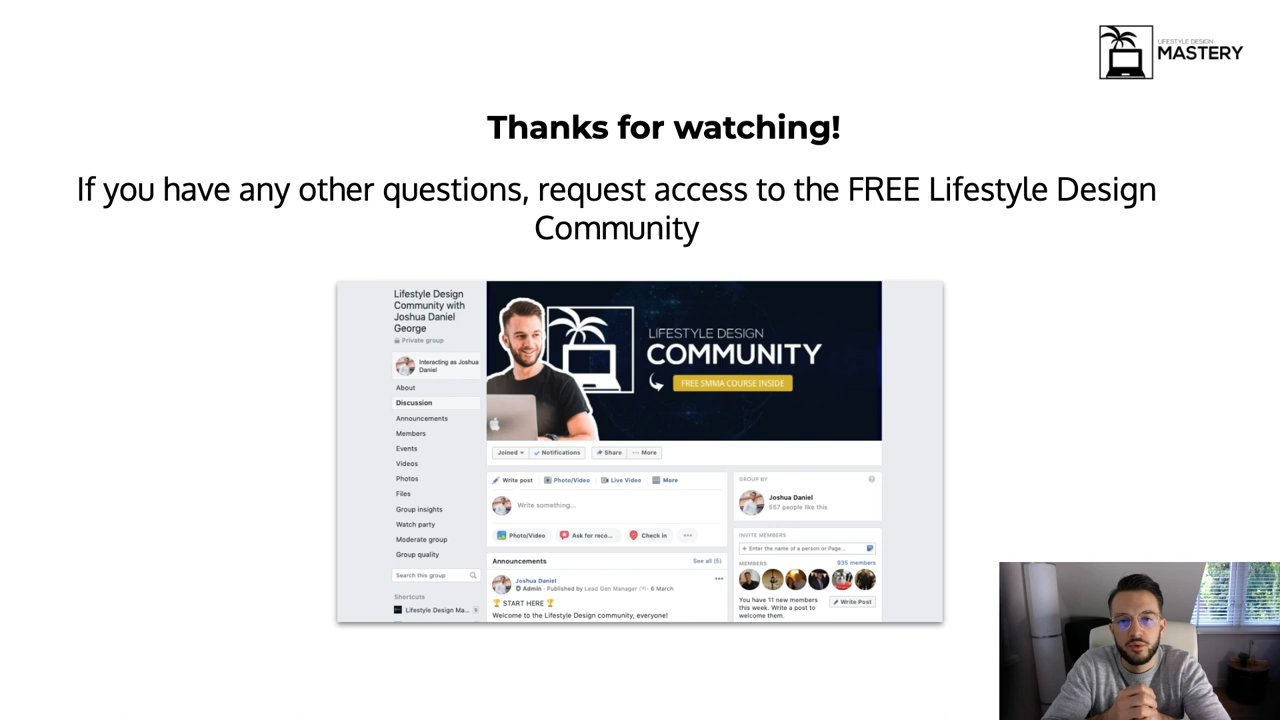 LIFESTYLE DESIGN
MASTERY
Thanks for watching!
If you have any other questions, request access to the FREE Lifestyle Design
Community
Lifestyle Design
Community with
Joshua Daniel
George
Private group
Interacting as Joshua
Daniel
About
Discussion
Announcements
Members
Events
Videos
Photos
Files
Group insights
Watch party
Moderate group
Group quality
Search this group
Shortcuts
Lifestyle Design Ma...
LIFESTYLE DESIGN
COMMUNITY
FREE SMMA COURSE INSIDE
Joined
Notifications
Share
··· More
Write post
Photo/Video
Live Video
More
Write something...
Photo/Video
Ask for reco...
Check in
Announcements
See all (5)
Joshua Daniel
Admin · Published by Lead Gen Manager [?] · 6 March
🏆 START HERE 🏆
Welcome to the Lifestyle Design community, everyone!
GROUP BY
Joshua Daniel
557 people like this
INVITE MEMBERS
+ Enter the name of a person or Page...
MEMBERS
935 members
You have 11 new members
this week. Write a post to
welcome them.
Write Post